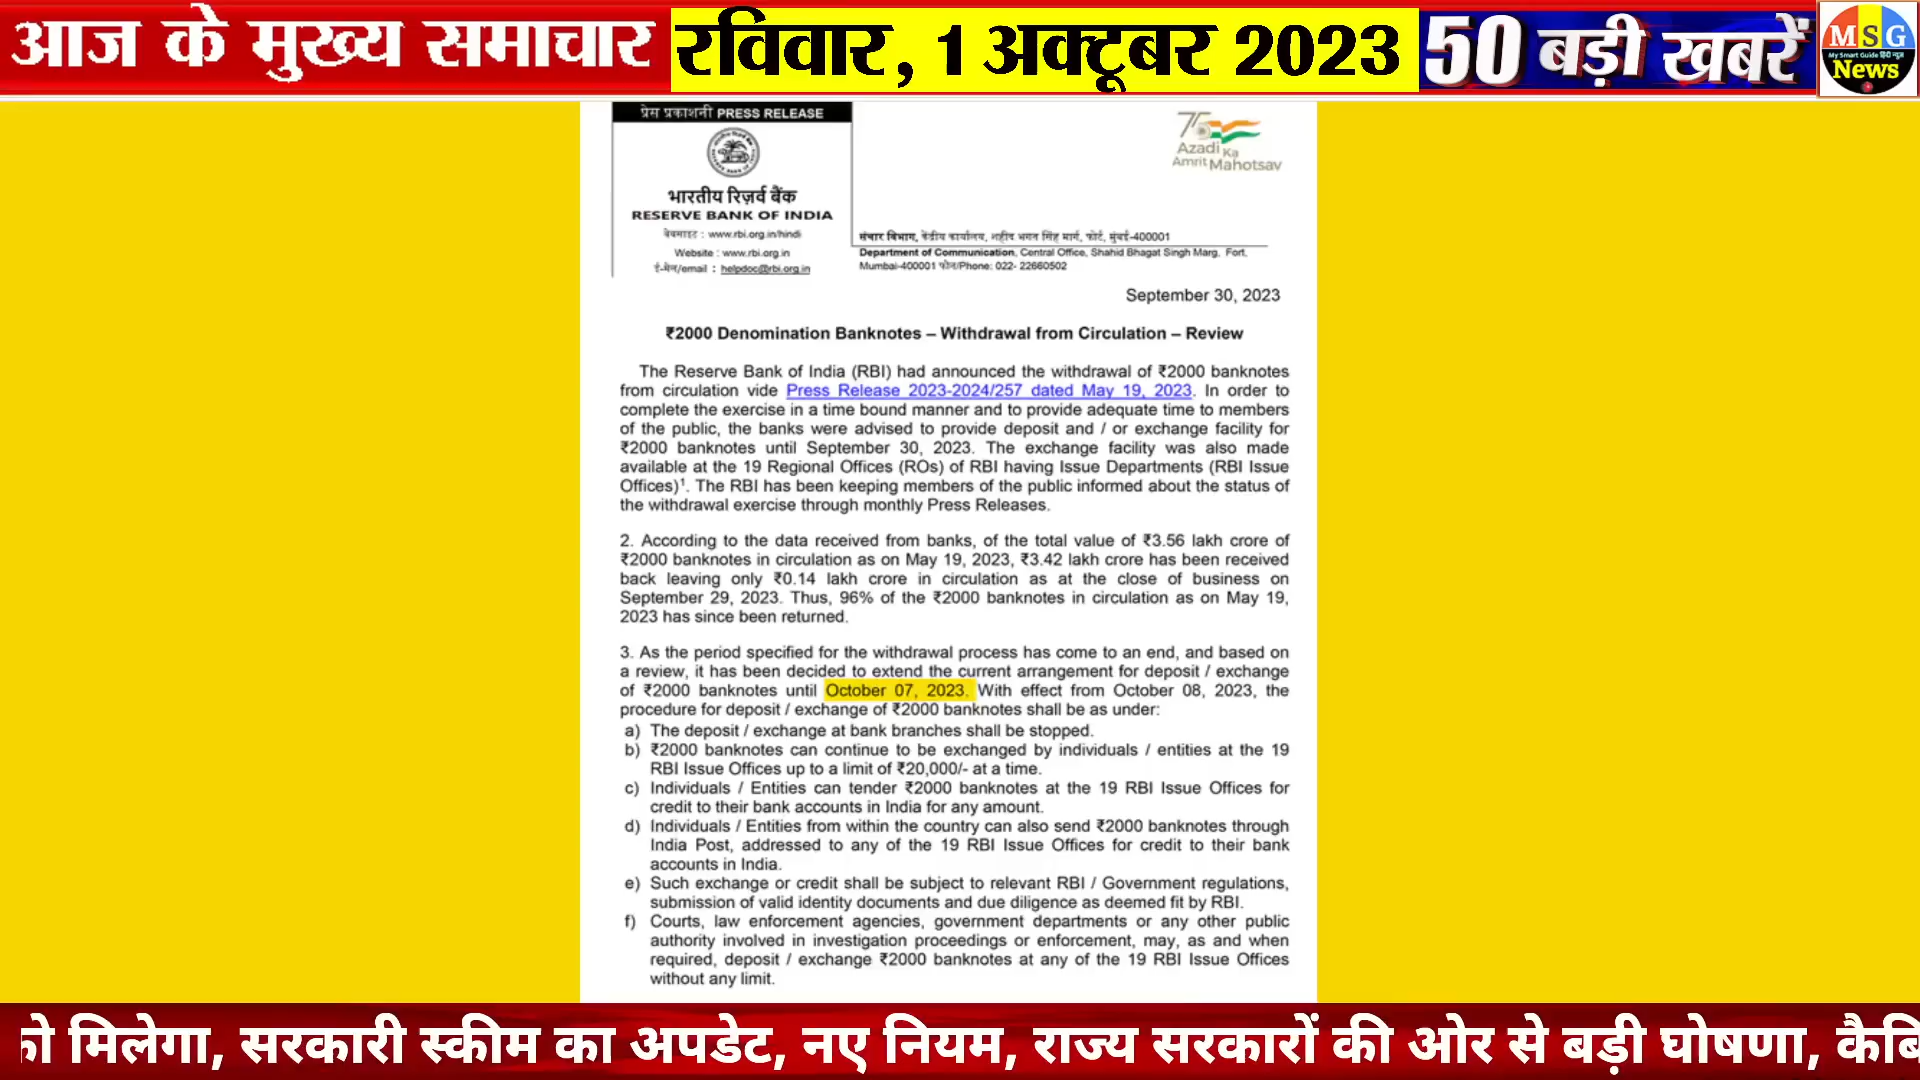 आज के मुख्य समाचार रविवार, 1 अक्टूबर 2023 50 बड़ी खबरें
MSG
My Smart Guide हिंदी न्यूज़
News
प्रेस प्रकाशनी PRESS RELEASE
75
Azadi Ka
Amrit Mahotsav
भारतीय रिज़र्व बैंक
RESERVE BANK OF INDIA
वेबसाइट : www.rbi.org.in/hindi
Website : www.rbi.org.in
ई-मेल/email : helpdoc@rbi.org.in
संचार विभाग, केंद्रीय कार्यालय, शहीद भगत सिंह मार्ग, फोर्ट, मुंबई-400001
Department of Communication, Central Office, Shahid Bhagat Singh Marg, Fort,
Mumbai-400001 फोन/Phone: 022- 22660502
September 30, 2023
₹2000 Denomination Banknotes – Withdrawal from Circulation – Review
The Reserve Bank of India (RBI) had announced the withdrawal of ₹2000 banknotes
from circulation vide Press Release 2023-2024/257 dated May 19, 2023. In order to
complete the exercise in a time bound manner and to provide adequate time to members
of the public, the banks were advised to provide deposit and / or exchange facility for
₹2000 banknotes until September 30, 2023. The exchange facility was also made
available at the 19 Regional Offices (ROs) of RBI having Issue Departments (RBI Issue
Offices)¹. The RBI has been keeping members of the public informed about the status of
the withdrawal exercise through monthly Press Releases.
2. According to the data received from banks, of the total value of ₹3.56 lakh crore of
₹2000 banknotes in circulation as on May 19, 2023, ₹3.42 lakh crore has been received
back leaving only ₹0.14 lakh crore in circulation as at the close of business on
September 29, 2023. Thus, 96% of the ₹2000 banknotes in circulation as on May 19,
2023 has since been returned.
3. As the period specified for the withdrawal process has come to an end, and based on
a review, it has been decided to extend the current arrangement for deposit / exchange
of ₹2000 banknotes until October 07, 2023. With effect from October 08, 2023, the
procedure for deposit / exchange of ₹2000 banknotes shall be as under:
a) The deposit / exchange at bank branches shall be stopped.
b) ₹2000 banknotes can continue to be exchanged by individuals / entities at the 19
RBI Issue Offices up to a limit of ₹20,000/- at a time.
c) Individuals / Entities can tender ₹2000 banknotes at the 19 RBI Issue Offices for
credit to their bank accounts in India for any amount.
d) Individuals / Entities from within the country can also send ₹2000 banknotes through
India Post, addressed to any of the 19 RBI Issue Offices for credit to their bank
accounts in India.
e) Such exchange or credit shall be subject to relevant RBI / Government regulations,
submission of valid identity documents and due diligence as deemed fit by RBI.
f) Courts, law enforcement agencies, government departments or any other public
authority involved in investigation proceedings or enforcement, may, as and when
required, deposit / exchange ₹2000 banknotes at any of the 19 RBI Issue Offices
without any limit.
को मिलेगा, सरकारी स्कीम का अपडेट, नए नियम, राज्य सरकारों की ओर से बड़ी घोषणा,